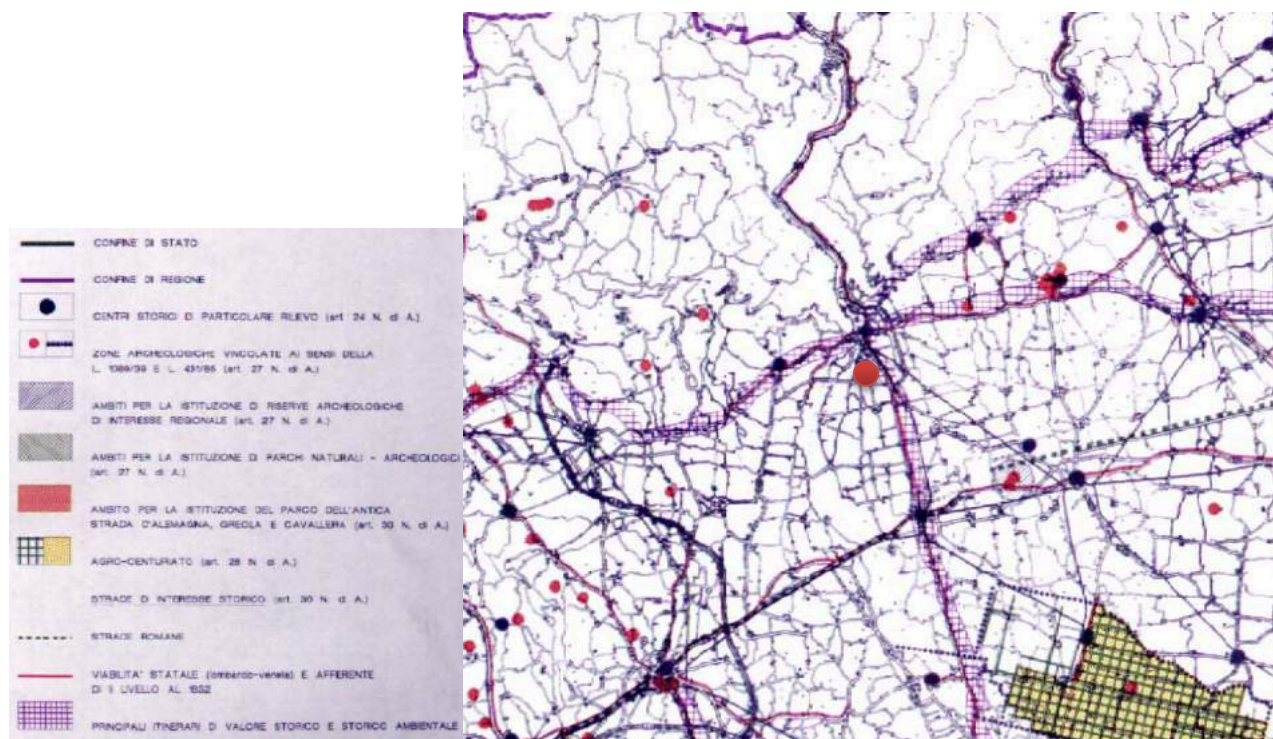 CONFINE DI STATO
CONFINE DI REGIONE
CENTRI STORICI DI PARTICOLARE RILIEVO (art. 24 N. di A.)
ZONE ARCHEOLOGICHE VINCOLATE AI SENSI DELLA
L. 1089/39 E L. 431/85 (art. 27 N. di A.)
AMBITI PER LA ISTITUZIONE DI RISERVE ARCHEOLOGICHE
DI INTERESSE REGIONALE (art. 27 N. di A.)
AMBITI PER LA ISTITUZIONE DI PARCHI NATURALI - ARCHEOLOGICI
(art. 27 N. di A.)
AMBITO PER LA ISTITUZIONE DEL PARCO DELL'ANTICA
STRADA D'ALEMAGNA, GREOLA E CAVALLERA (art. 30 N. di A.)
AGRO-CENTURIATO (art. 28 N. di A.)
STRADE DI INTERESSE STORICO (art. 30 N. di A.)
STRADE ROMANE
VIABILITA' STATALE (lombardo-veneta) E AFFERENTE
DI II LIVELLO AL 1832
PRINCIPALI ITINERARI DI VALORE STORICO E STORICO AMBIENTALE